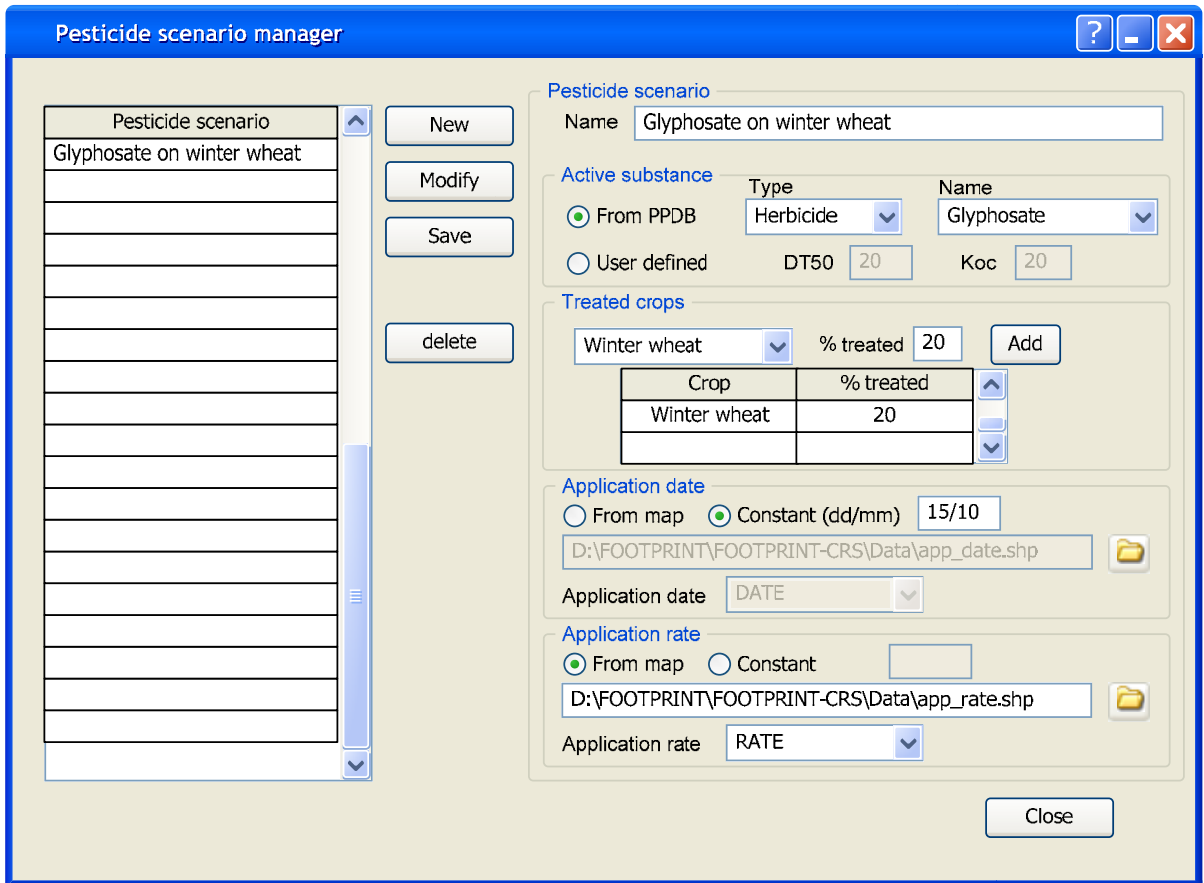 Pesticide scenario manager
?
Pesticide scenario
Glyphosate on winter wheat
New
Modify
Save
delete
Pesticide scenario
Name Glyphosate on winter wheat
Active substance
Type Name
From PPDB Herbicide Glyphosate
User defined DT50 20 Koc 20
Treated crops
Winter wheat % treated 20 Add
Crop % treated
Winter wheat 20
Application date
From map Constant (dd/mm) 15/10
D:\FOOTPRINT\FOOTPRINT-CRS\Data\app_date.shp
Application date DATE
Application rate
From map Constant
D:\FOOTPRINT\FOOTPRINT-CRS\Data\app_rate.shp
Application rate RATE
Close